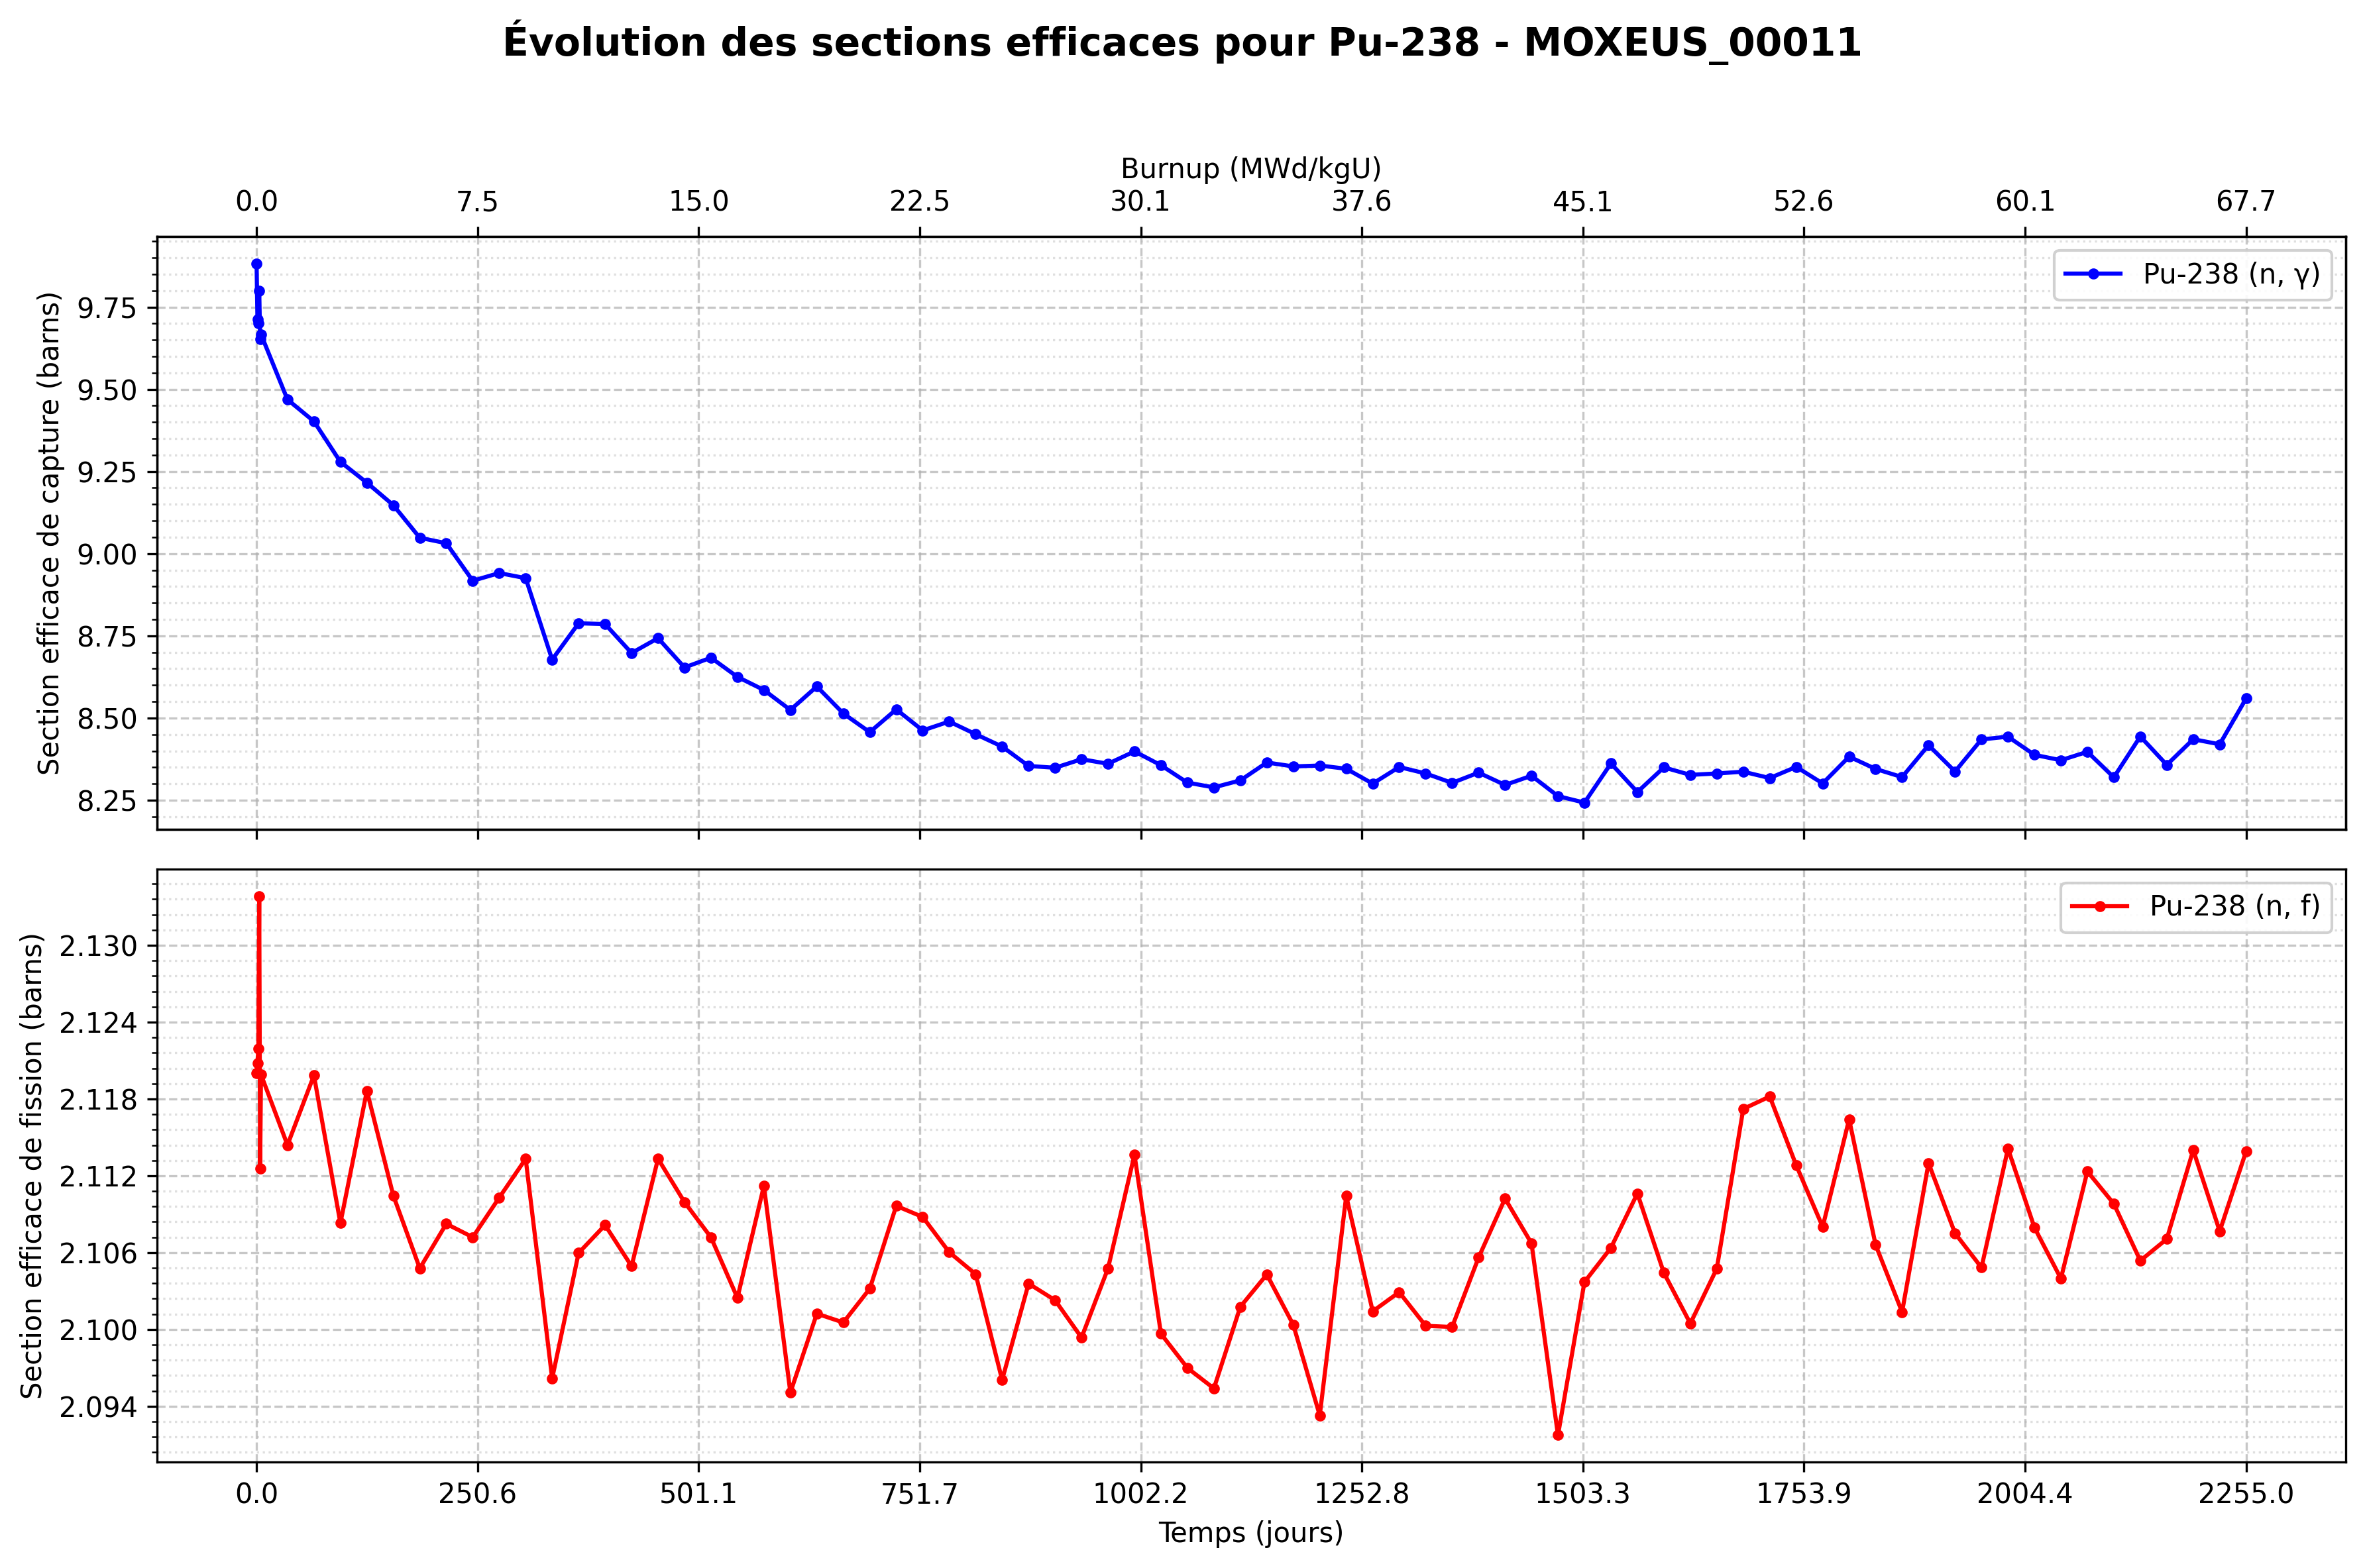 Évolution des sections efficaces pour Pu-238 - MOXEUS_00011
Burnup (MWd/kgU)
0.0 7.5 15.0 22.5 30.1 37.6 45.1 52.6 60.1 67.7
Pu-238 (n, γ)
Section efficace de capture (barns)
9.75
9.50
9.25
9.00
8.75
8.50
8.25
Pu-238 (n, f)
Section efficace de fission (barns)
2.130
2.124
2.118
2.112
2.106
2.100
2.094
0.0 250.6 501.1 751.7 1002.2 1252.8 1503.3 1753.9 2004.4 2255.0
Temps (jours)